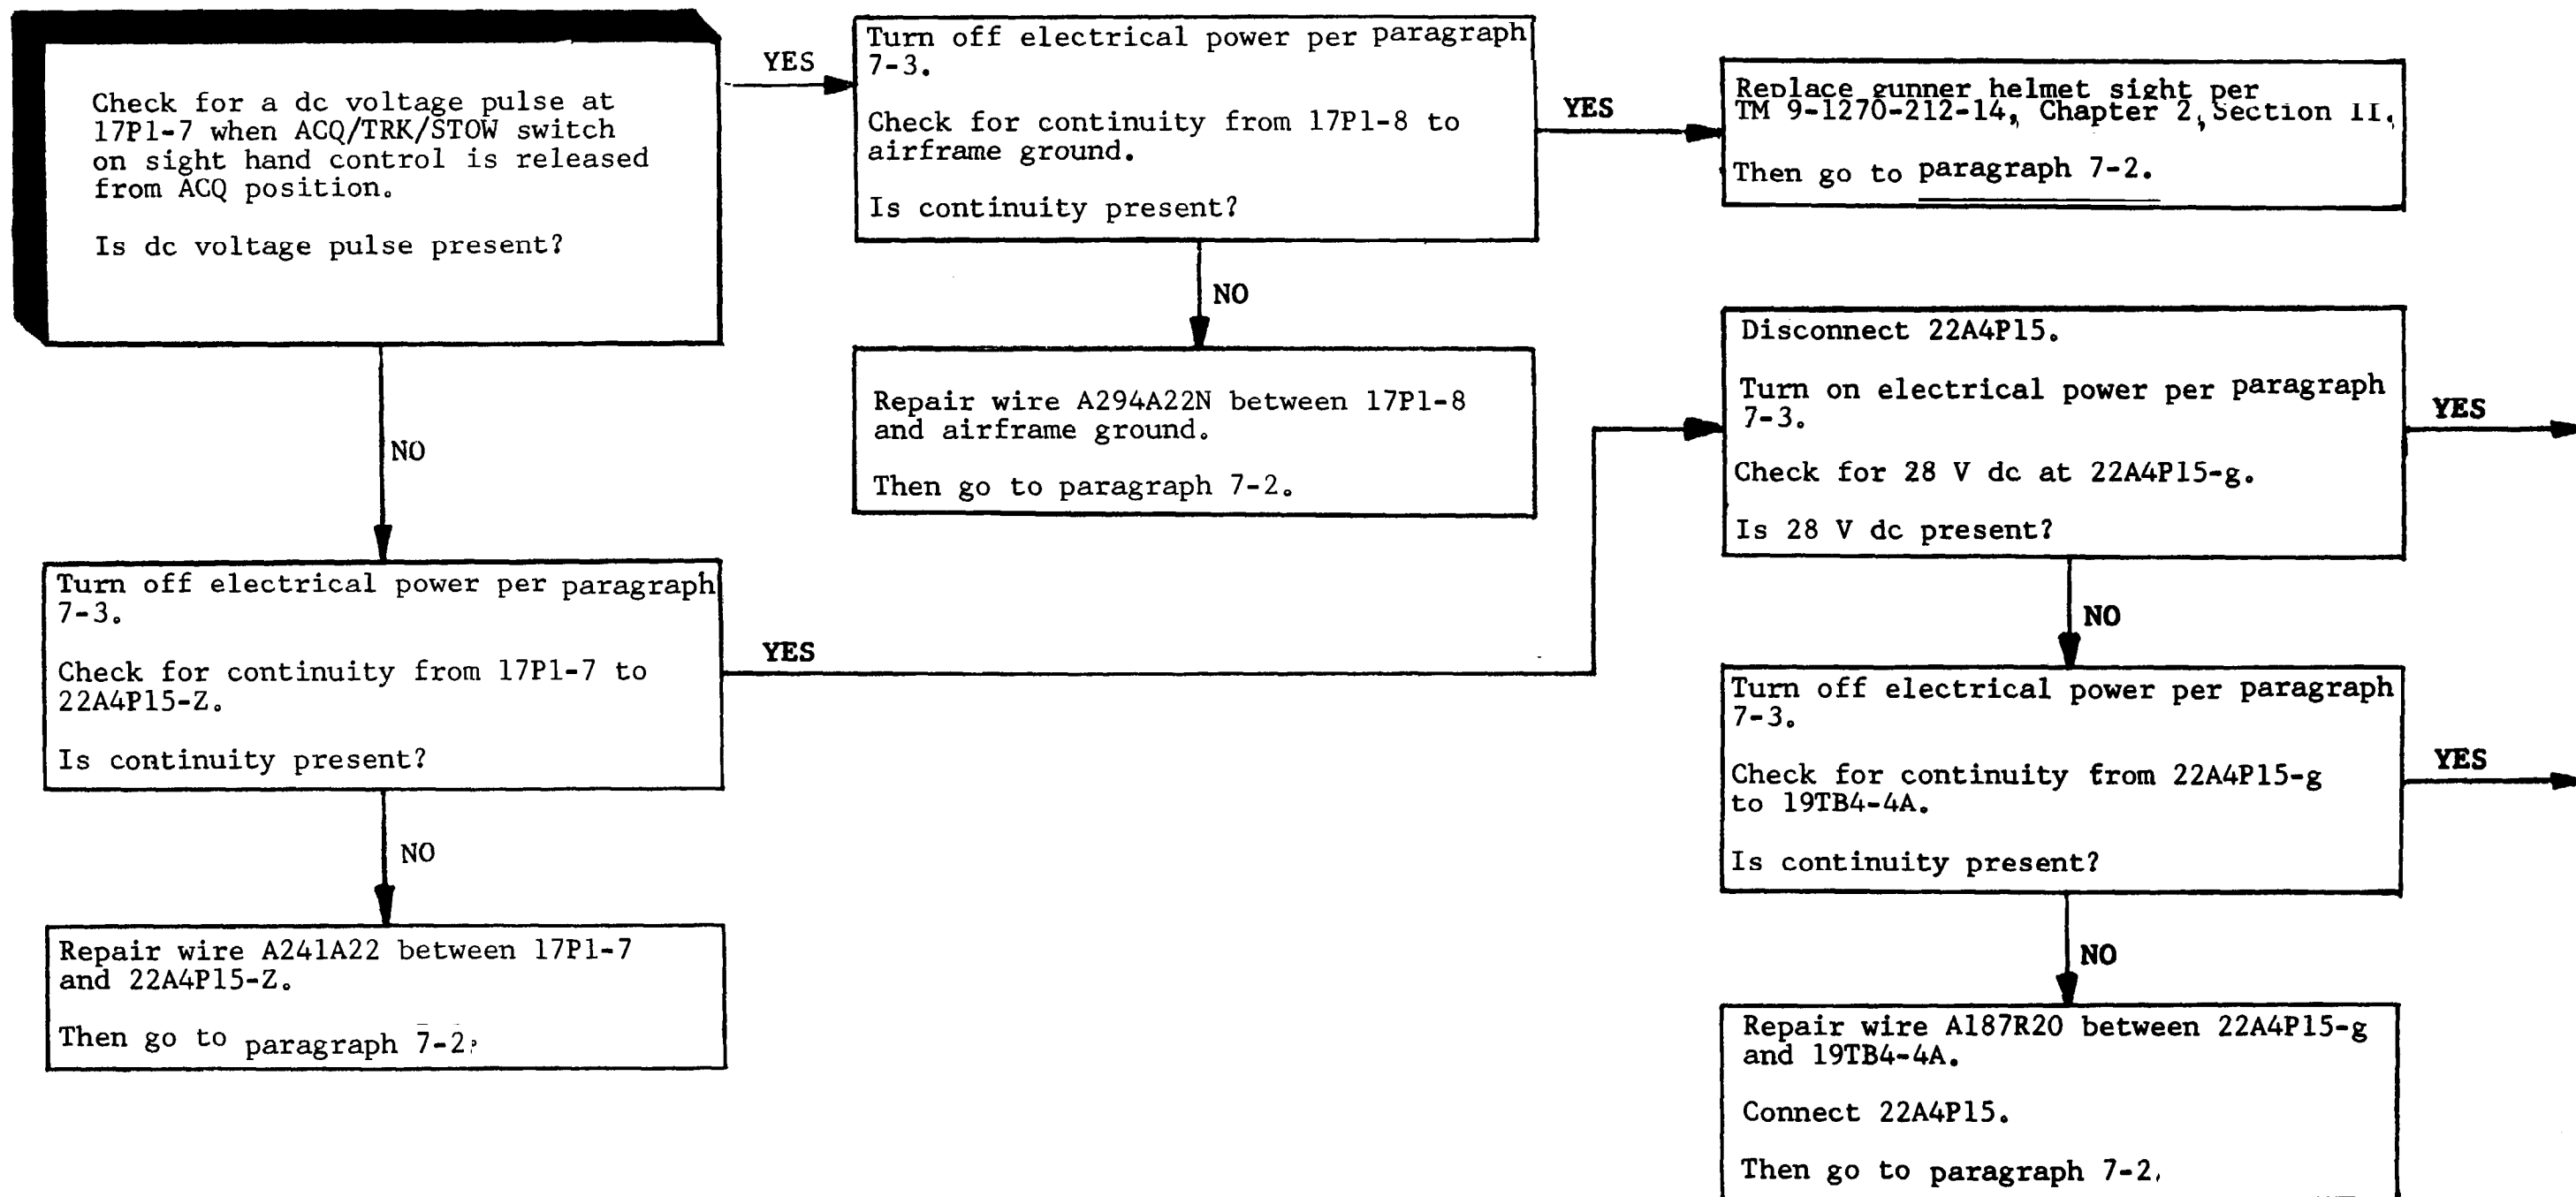 Check for a dc voltage pulse at
17P1-7 when ACQ/TRK/STOW switch
on sight hand control is released
from ACQ position.
Is dc voltage pulse present?
YES
NO
Turn off electrical power per paragraph
7-3.
Check for continuity from 17P1-8 to
airframe ground.
Is continuity present?
YES
NO
Replace gunner helmet sight per
TM 9-1270-212-14, Chapter 2, Section II.
Then go to paragraph 7-2.
Repair wire A294A22N between 17P1-8
and airframe ground.
Then go to paragraph 7-2.
Turn off electrical power per paragraph
7-3.
Check for continuity from 17P1-7 to
22A4P15-Z.
Is continuity present?
YES
NO
Repair wire A241A22 between 17P1-7
and 22A4P15-Z.
Then go to paragraph 7-2.
Disconnect 22A4P15.
Turn on electrical power per paragraph
7-3.
Check for 28 V dc at 22A4P15-g.
Is 28 V dc present?
YES
NO
Turn off electrical power per paragraph
7-3.
Check for continuity from 22A4P15-g
to 19TB4-4A.
Is continuity present?
YES
NO
Repair wire A187R20 between 22A4P15-g
and 19TB4-4A.
Connect 22A4P15.
Then go to paragraph 7-2.